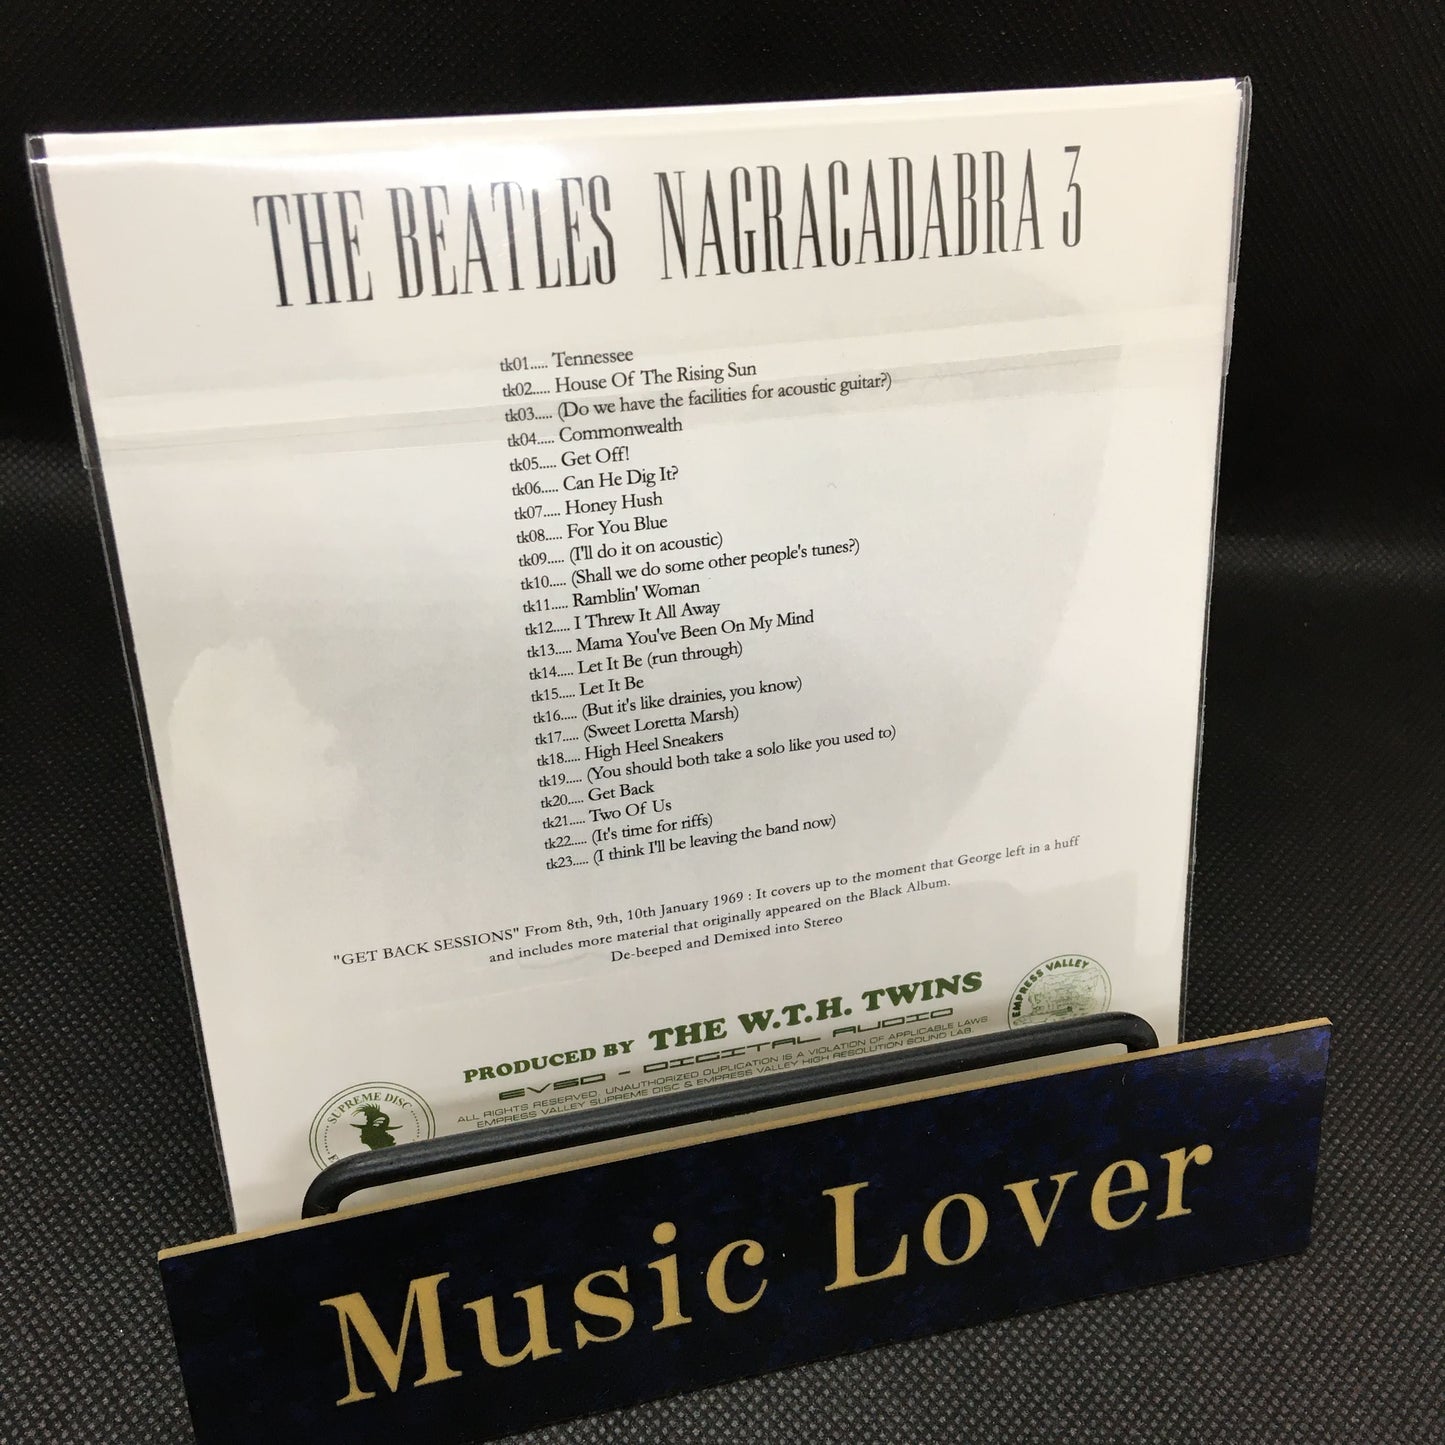 THE BEATLES NAGRACADABRA 3
tk01..... Tennessee
tk02..... House Of The Rising Sun
tk03..... (Do we have the facilities for acoustic guitar?)
tk04..... Commonwealth
tk05..... Get Off!
tk06..... Can He Dig It?
tk07..... Honey Hush
tk08..... For You Blue
tk09..... (I'll do it on acoustic)
tk10..... (Shall we do some other people's tunes?)
tk11..... Ramblin' Woman
tk12..... I Threw It All Away
tk13..... Mama You've Been On My Mind
tk14..... Let It Be (run through)
tk15..... Let It Be
tk16..... (But it's like drainies, you know)
tk17..... (Sweet Loretta Marsh)
tk18..... High Heel Sneakers
tk19..... (You should both take a solo like you used to)
tk20..... Get Back
tk21..... Two Of Us
tk22..... (It's time for riffs)
tk23..... (I think I'll be leaving the band now)
"GET BACK SESSIONS" From 8th, 9th, 10th January 1969 : It covers up to the moment that George left in a huff
and includes more material that originally appeared on the Black Album.
De-beeped and Demixed into Stereo
PRODUCED BY THE W.T.H. TWINS
EVSD - DIGITAL AUDIO
ALL RIGHTS RESERVED. UNAUTHORIZED DUPLICATION IS A VIOLATION OF APPLICABLE LAWS.
EMPRESS VALLEY SUPREME DISC & EMPRESS VALLEY HIGH RESOLUTION SOUND LAB.
EMPRESS VALLEY
SUPREME DISC
Music Lover